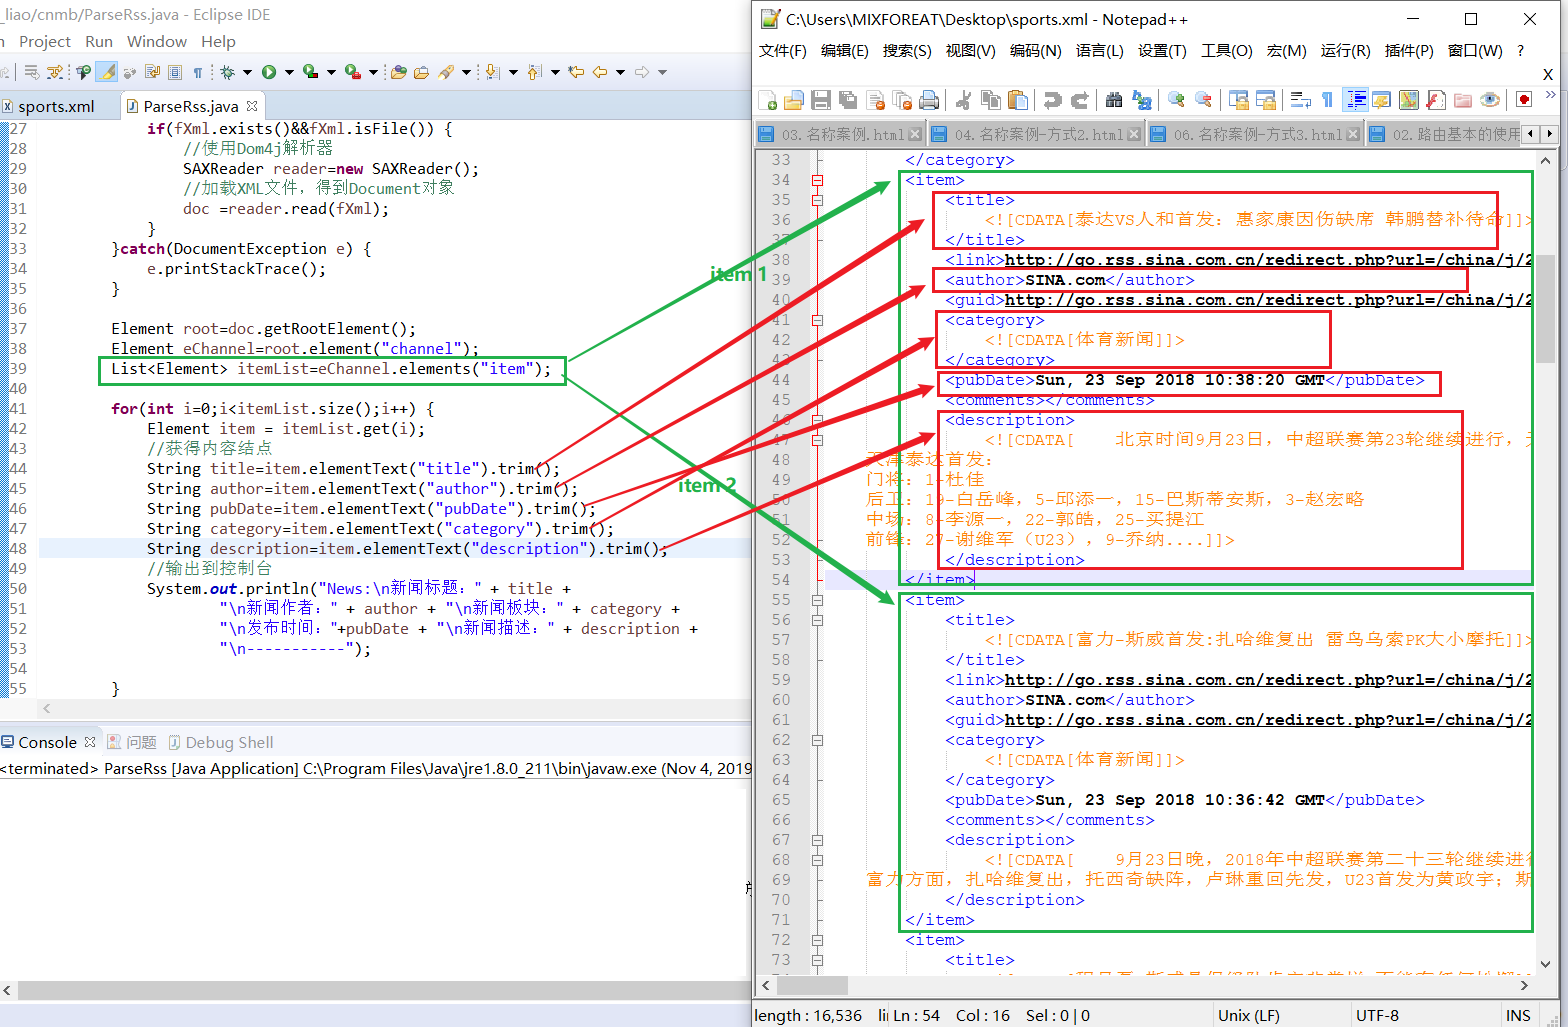 _liao/cnmb/ParseRss.java - Eclipse IDE
Project Run Window Help
sports.xml
ParseRss.java
27 if(fXml.exists()&&fXml.isFile()) {
28 //使用Dom4j解析器
29 SAXReader reader=new SAXReader();
30 //加载XML文件，得到Document对象
31 doc =reader.read(fXml);
32 }
33 }catch(DocumentException e) {
34 e.printStackTrace();
35 }
36
37 Element root=doc.getRootElement();
38 Element eChannel=root.element("channel");
39 List<Element> itemList=eChannel.elements("item");
40
41 for(int i=0;i<itemList.size();i++) {
42 Element item = itemList.get(i);
43 //获得内容结点
44 String title=item.elementText("title").trim();
45 String author=item.elementText("author").trim();
46 String pubDate=item.elementText("pubDate").trim();
47 String category=item.elementText("category").trim();
48 String description=item.elementText("description").trim();
49 //输出到控制台
50 System.out.println("News:\n新闻标题：" + title +
51 "\n新闻作者：" + author + "\n新闻板块：" + category +
52 "\n发布时间："+pubDate + "\n新闻描述：" + description +
53 "\n-----------");
54
55 }
item 1
item 2
Console 问题 Debug Shell
<terminated> ParseRss [Java Application] C:\Program Files\Java\jre1.8.0_211\bin\javaw.exe (Nov 4, 2019
C:\Users\MIXFOREAT\Desktop\sports.xml - Notepad++
文件(F) 编辑(E) 搜索(S) 视图(V) 编码(N) 语言(L) 设置(T) 工具(O) 宏(M) 运行(R) 插件(P) 窗口(W) ?
X
03. 名称案例.html 04. 名称案例-方式2.html 06. 名称案例-方式3.html 02. 路由基本的使用
33 </category>
34 <item>
35 <title>
36 <![CDATA[泰达VS人和首发：惠家康因伤缺席 韩鹏替补待命]]>
37 </title>
38 <link>http://go.rss.sina.com.cn/redirect.php?url=/china/j/2
39 <author>SINA.com</author>
40 <guid>http://go.rss.sina.com.cn/redirect.php?url=/china/j/2
41 <category>
42 <![CDATA[体育新闻]]>
43 </category>
44 <pubDate>Sun, 23 Sep 2018 10:38:20 GMT</pubDate>
45 <comments></comments>
46 <description>
47 <![CDATA[ 北京时间9月23日，中超联赛第23轮继续进行，天
48 天津泰达首发：
49 门将：1-杜佳
50 后卫：19-白岳峰，5-邱添一，15-巴斯蒂安斯，3-赵宏略
51 中场：8-李源一，22-郭皓，25-买提江
52 前锋：27-谢维军（U23），9-乔纳....]]>
53 </description>
54 </item>
55 <item>
56 <title>
57 <![CDATA[富力-斯威首发:扎哈维复出 雷鸟乌索PK大小摩托]]>
58 </title>
59 <link>http://go.rss.sina.com.cn/redirect.php?url=/china/j/2
60 <author>SINA.com</author>
61 <guid>http://go.rss.sina.com.cn/redirect.php?url=/china/j/2
62 <category>
63 <![CDATA[体育新闻]]>
64 </category>
65 <pubDate>Sun, 23 Sep 2018 10:36:42 GMT</pubDate>
66 <comments></comments>
67 <description>
68 <![CDATA[ 9月23日晚，2018年中超联赛第二十三轮继续进行
69 富力方面，扎哈维复出，托西奇缺阵，卢琳重回先发，U23首发为黄政宇；斯
70 </description>
71 </item>
72 <item>
73 <title>
length : 16,536 Ln : 54 Col : 16 Sel : 0 | 0 Unix (LF) UTF-8 INS